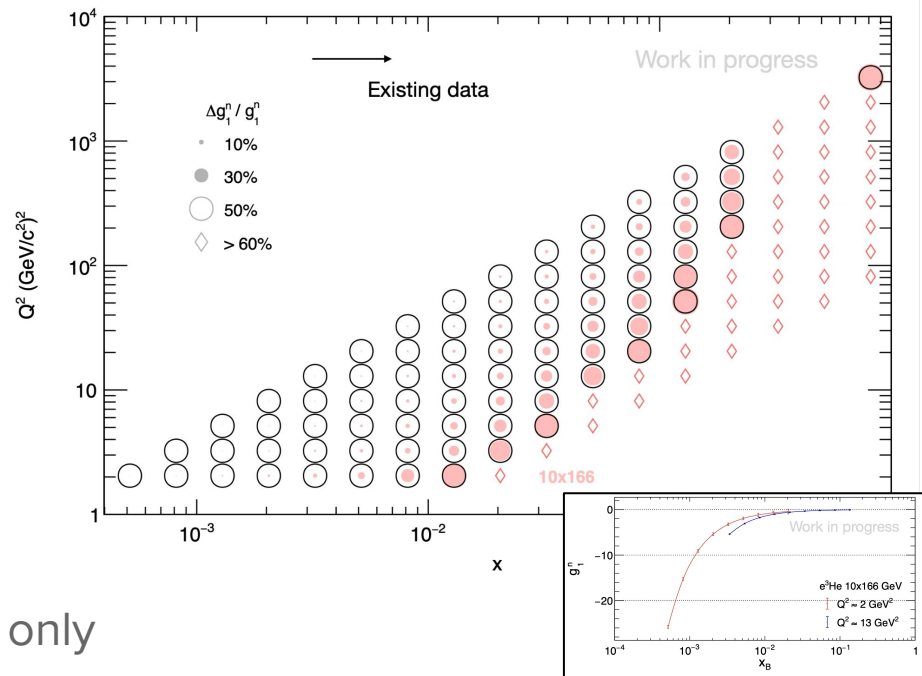 10⁴
Work in progress
Existing data
Δg₁ⁿ / g₁ⁿ
10%
30%
50%
> 60%
10³
10²
10
1
Q² (GeV/c²)²
10x166
10⁻³
10⁻²
x
only
0
−10
−20
g₁ⁿ
Work in progress
e³He 10x166 GeV
Q² ≈ 2 GeV²
Q² ≈ 13 GeV²
10⁻⁴
10⁻³
10⁻²
10⁻¹
1
x_B